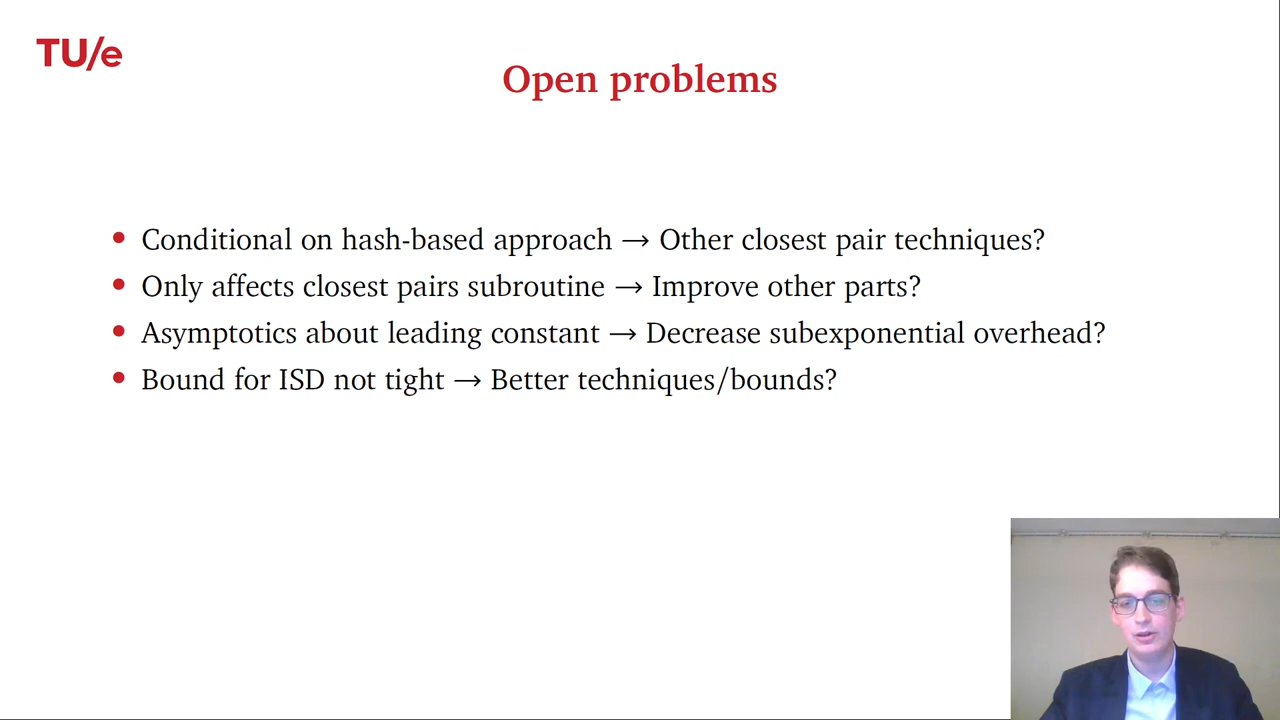 TU/e
Open problems
• Conditional on hash-based approach → Other closest pair techniques?
• Only affects closest pairs subroutine → Improve other parts?
• Asymptotics about leading constant → Decrease subexponential overhead?
• Bound for ISD not tight → Better techniques/bounds?